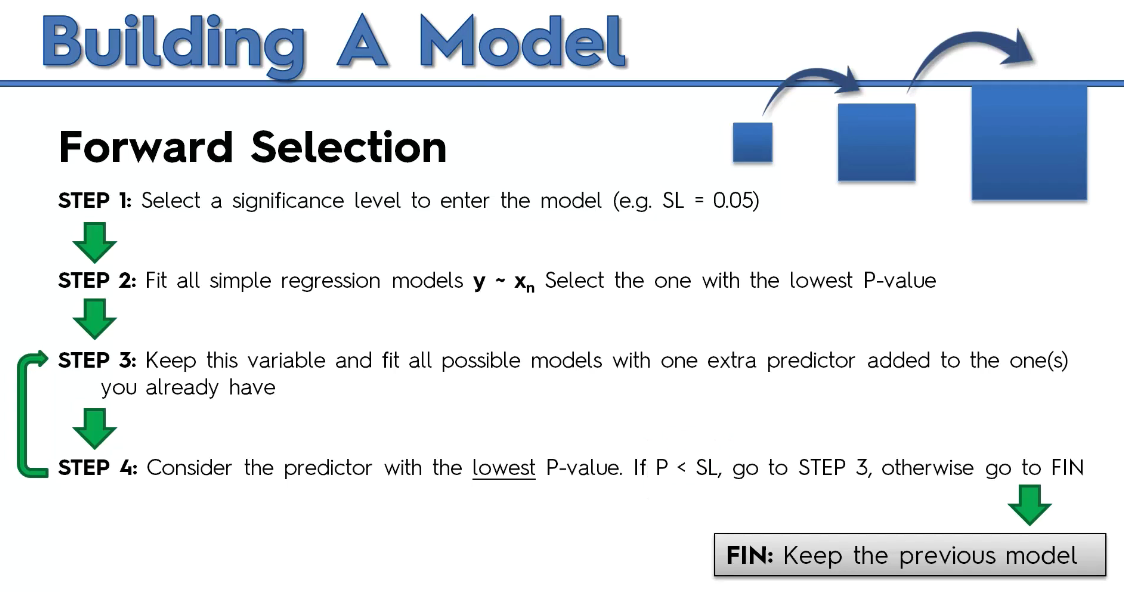 Building A Model
Forward Selection
STEP 1: Select a significance level to enter the model (e.g. SL = 0.05)
STEP 2: Fit all simple regression models y ~ xₙ Select the one with the lowest P-value
STEP 3: Keep this variable and fit all possible models with one extra predictor added to the one(s)
you already have
STEP 4: Consider the predictor with the lowest P-value. If P < SL, go to STEP 3, otherwise go to FIN
FIN: Keep the previous model